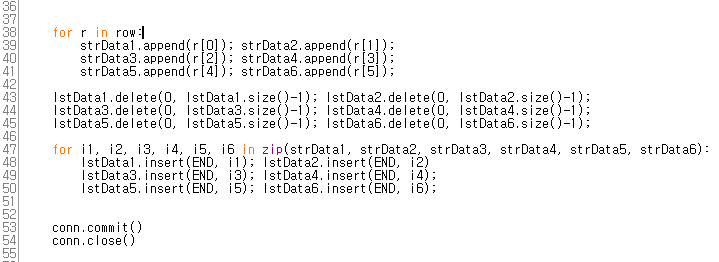 36
37
38 for r in row:
39 strData1.append(r[0]); strData2.append(r[1]);
40 strData3.append(r[2]); strData4.append(r[3]);
41 strData5.append(r[4]); strData6.append(r[5]);
42
43 lstData1.delete(0, lstData1.size()-1); lstData2.delete(0, lstData2.size()-1);
44 lstData3.delete(0, lstData3.size()-1); lstData4.delete(0, lstData4.size()-1);
45 lstData5.delete(0, lstData5.size()-1); lstData6.delete(0, lstData6.size()-1);
46
47 for i1, i2, i3, i4, i5, i6 in zip(strData1, strData2, strData3, strData4, strData5, strData6):
48 lstData1.insert(END, i1); lstData2.insert(END, i2)
49 lstData3.insert(END, i3); lstData4.insert(END, i4);
50 lstData5.insert(END, i5); lstData6.insert(END, i6);
51
52
53 conn.commit()
54 conn.close()
55